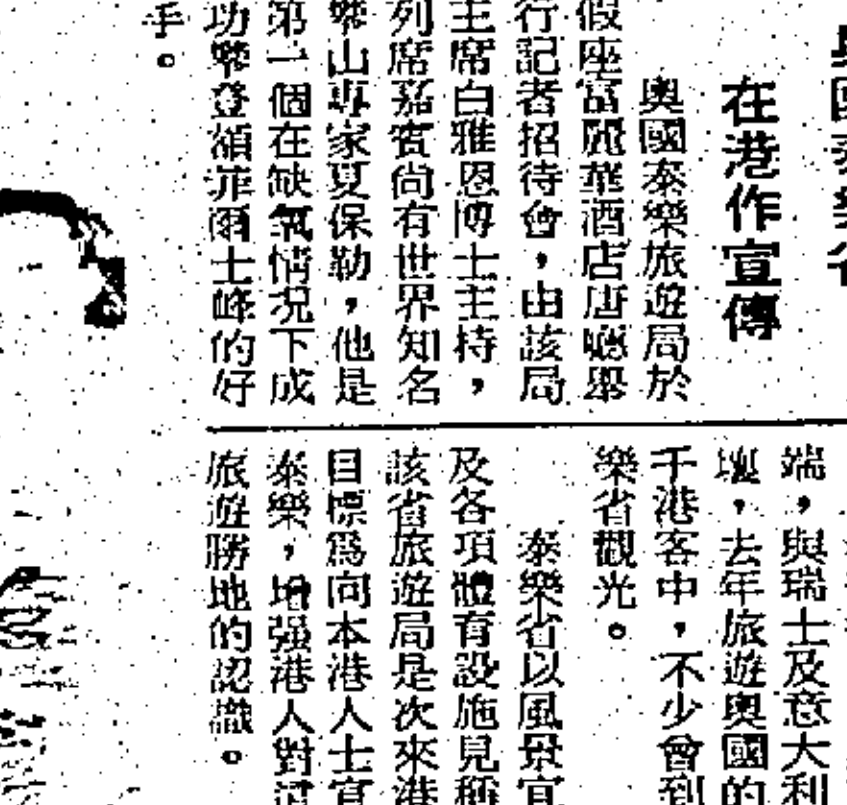 奧國泰樂省
在港作宣傳
奧國泰樂旅遊局於
假座富麗華酒店唐廳舉
行記者招待會，由該局
主席白雅恩博士主持，
列席嘉賓尚有世界知名
攀山專家夏保勒，他是
第一個在缺氧情況下成
功攀登額菲爾士峰的好
手。
端，與瑞士及意大利
壤，去年旅遊奧國的
千港客中，不少會到
樂省觀光。
泰樂省以風景宜
及各項體育設施見稱
該省旅遊局是次來港
目標爲向本港人士宣
泰樂，增强港人對這
旅遊勝地的認識。